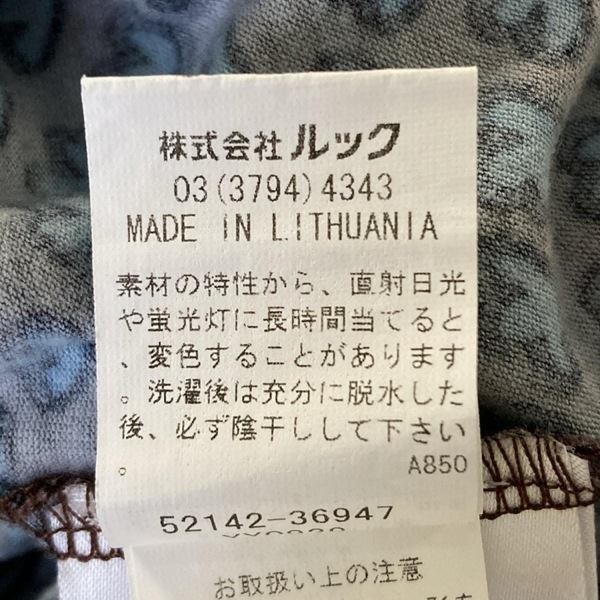 株式会社ルック
03(3794)4343
MADE IN LITHUANIA
素材の特性から、直射日光
や蛍光灯に長時間当てると
、変色することがあります
。洗濯後は充分に脱水した
後、必ず陰干しして下さい
。
A850
52142-36947
お取扱い上の注意